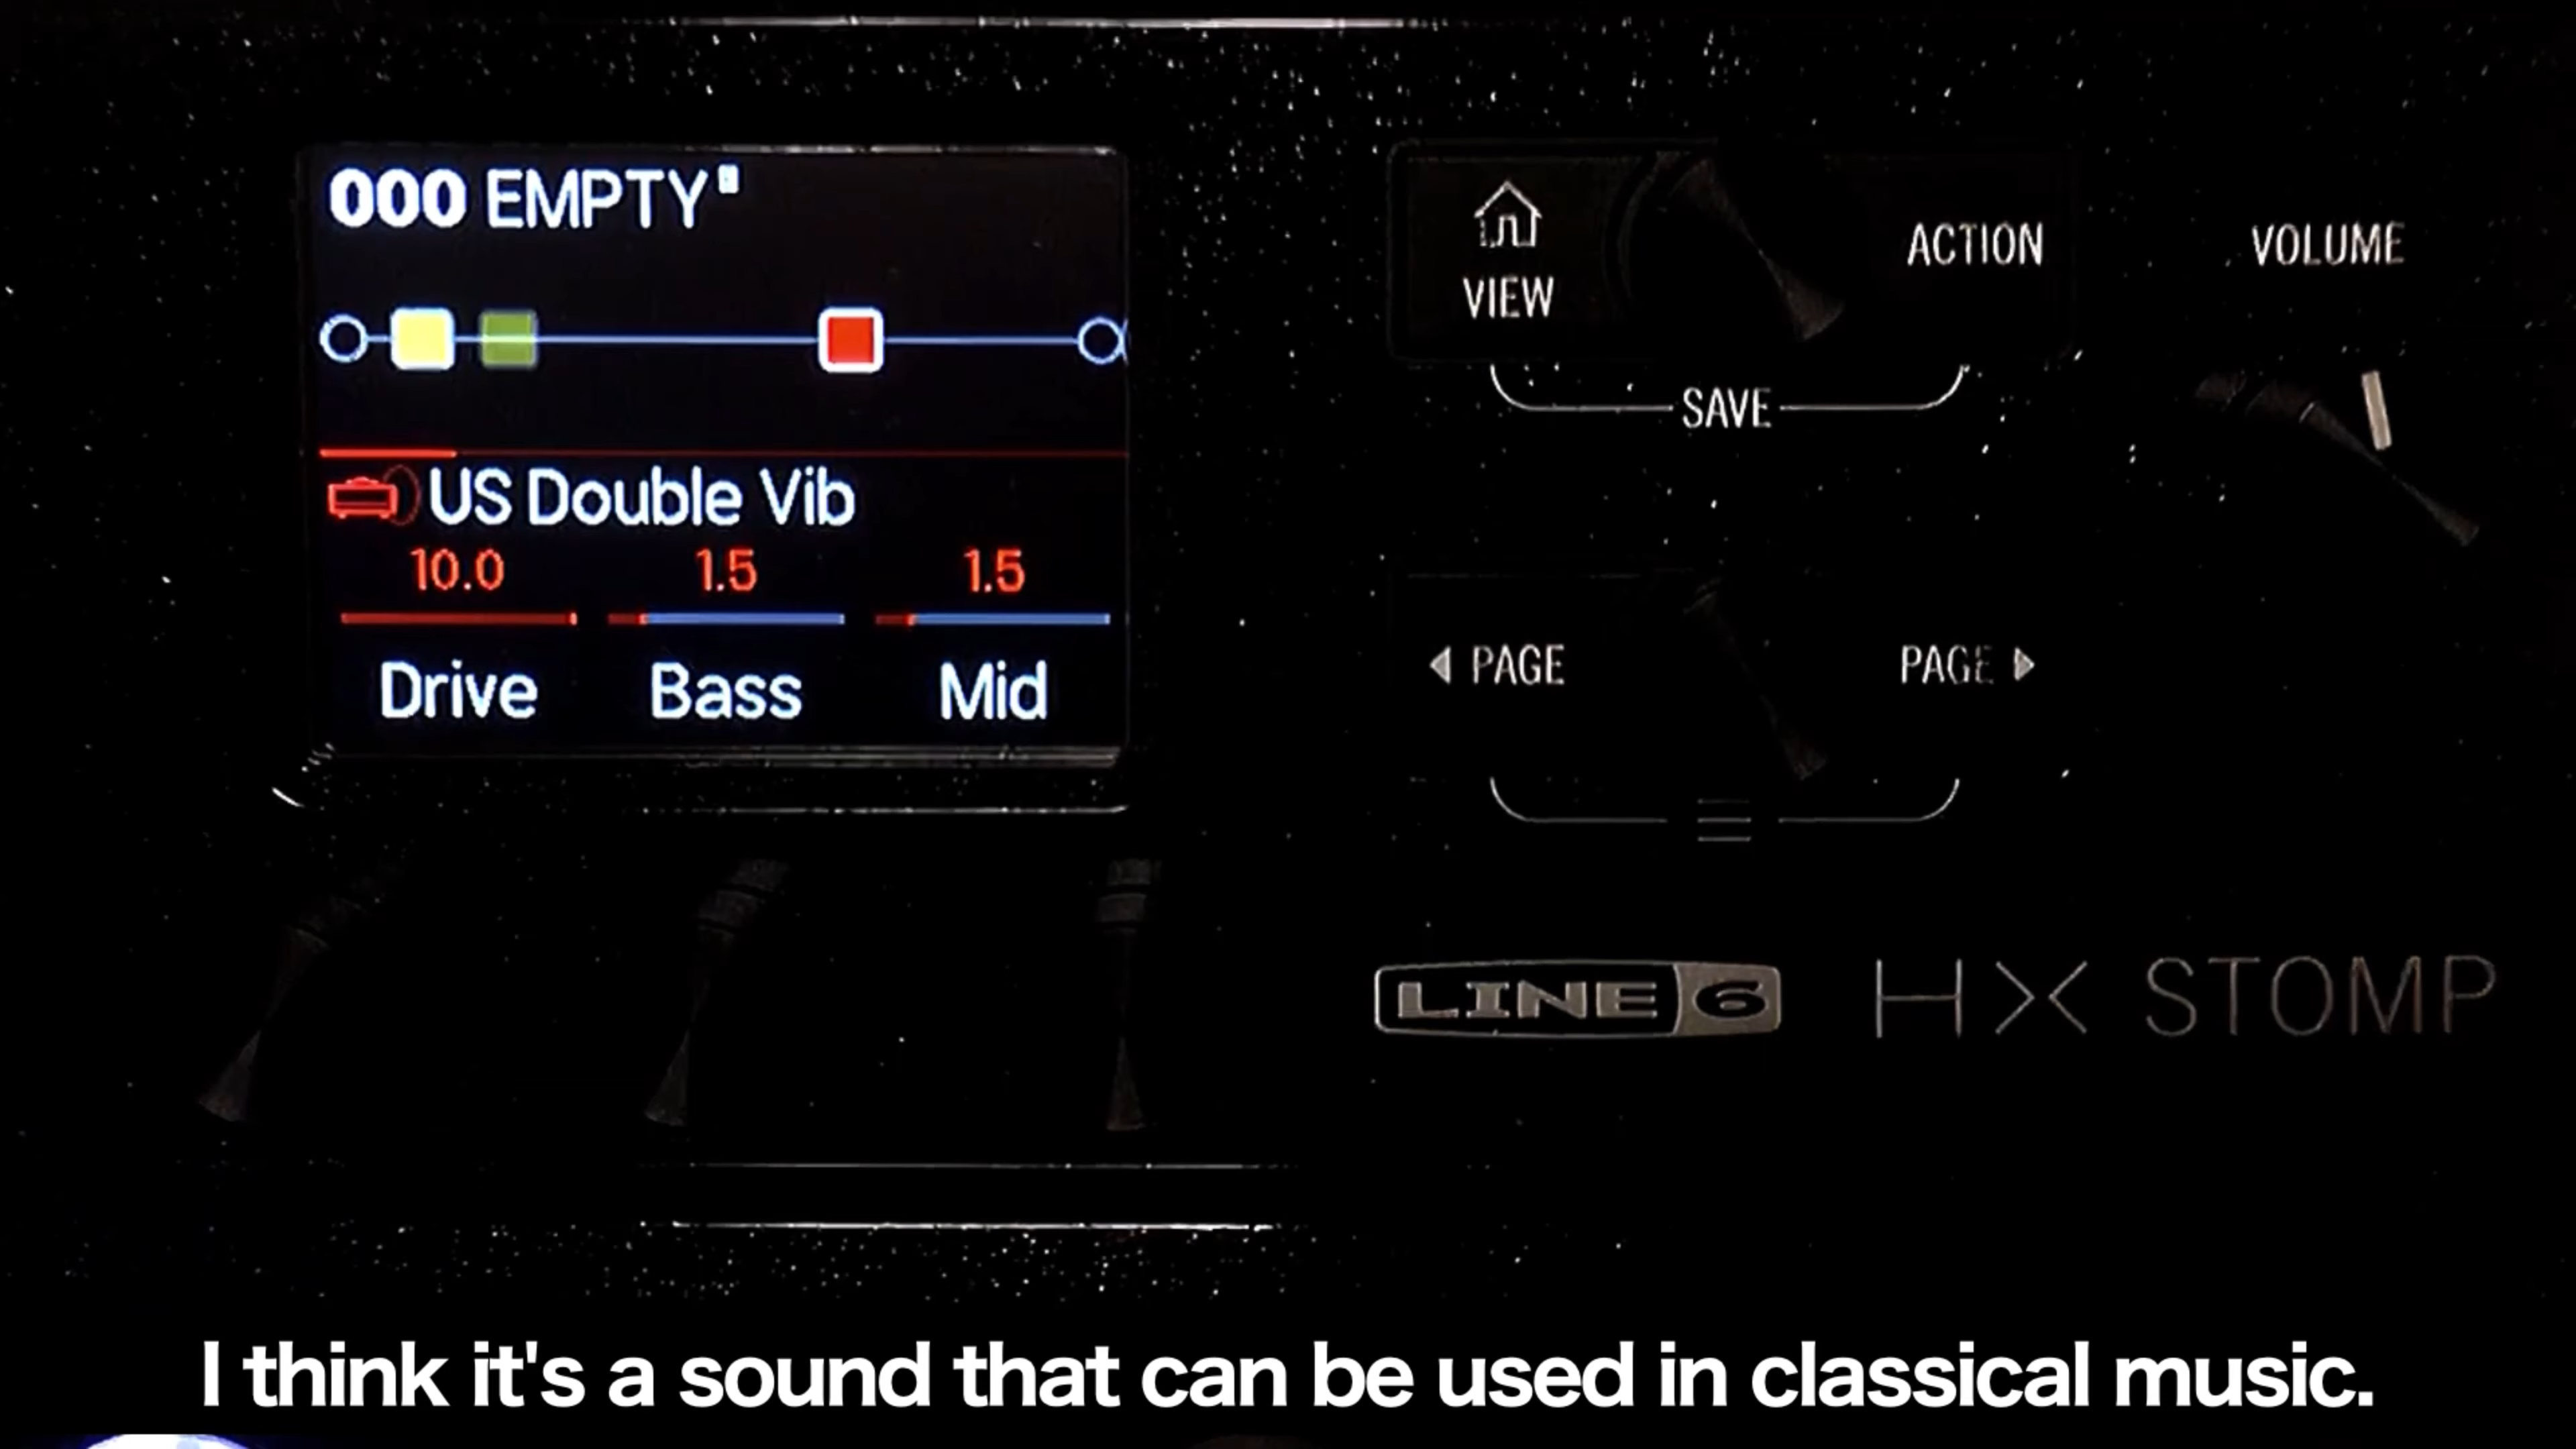 000 EMPTY
US Double Vib
10.0 1.5 1.5
Drive Bass Mid
VIEW
ACTION
SAVE
VOLUME
PAGE
PAGE
LINE 6 HX STOMP
I think it's a sound that can be used in classical music.